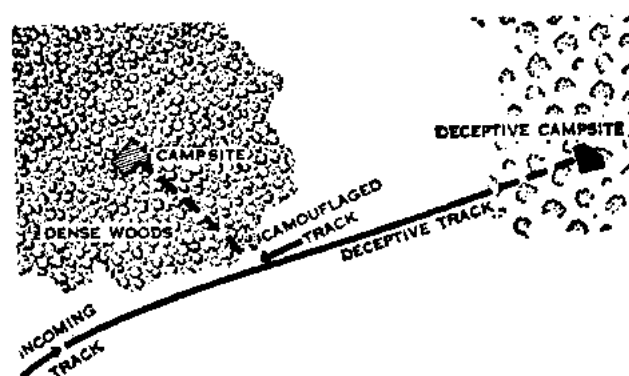 DECEPTIVE CAMPSITE
CAMPSITE
DENSE WOODS
CAMOUFLAGED
TRACK
DECEPTIVE TRACK
INCOMING
TRACK